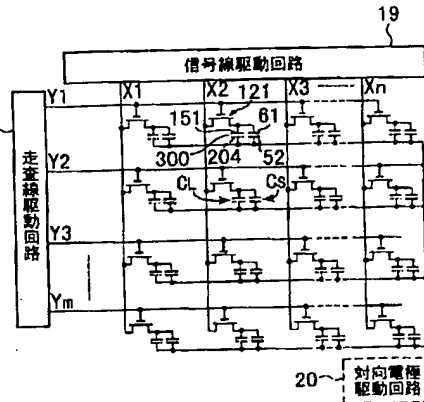 19
信号線駆動回路
X1 X2 X3 Xn
Y1
121
151
61
300
204
52
Y2
CL
CS
走査線駆動回路
Y3
Ym
20
対向電極
駆動回路